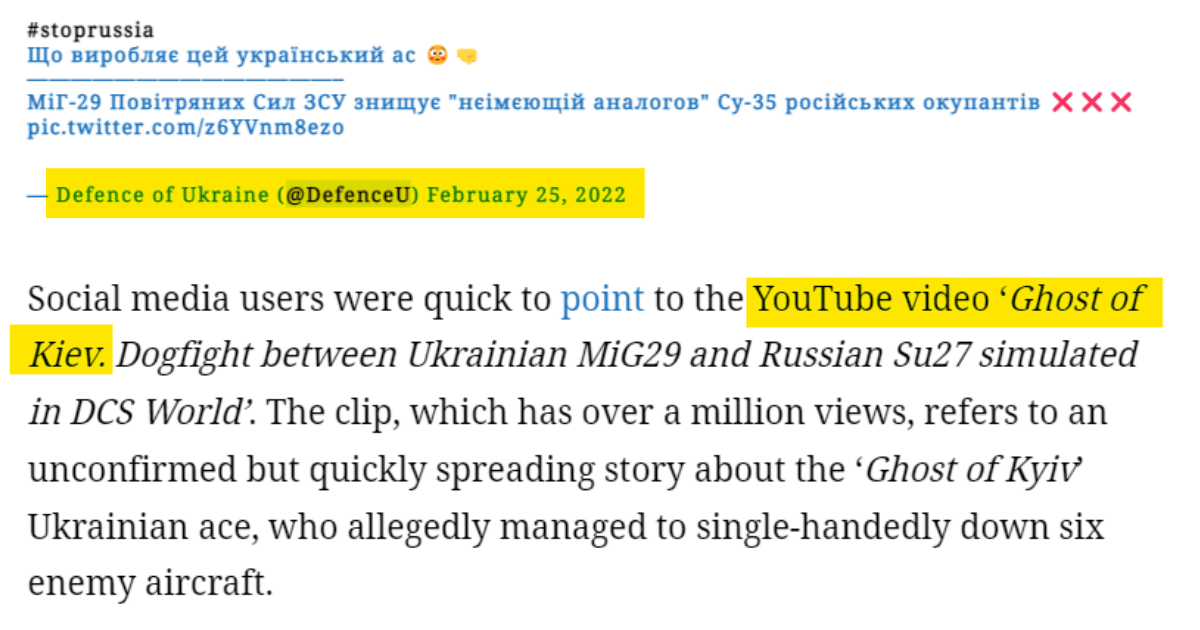 #stoprussia
Що виробляє цей український ас 😳 🤜
————————————————
МіГ-29 Повітряних Сил ЗСУ знищує "неімєющій аналогов" Су-35 російських окупантів ❌❌❌
pic.twitter.com/z6YVnm8ezo
— Defence of Ukraine (@DefenceU) February 25, 2022
Social media users were quick to point to the YouTube video ‘Ghost of
Kiev. Dogfight between Ukrainian MiG29 and Russian Su27 simulated
in DCS World’. The clip, which has over a million views, refers to an
unconfirmed but quickly spreading story about the ‘Ghost of Kyiv’
Ukrainian ace, who allegedly managed to single-handedly down six
enemy aircraft.